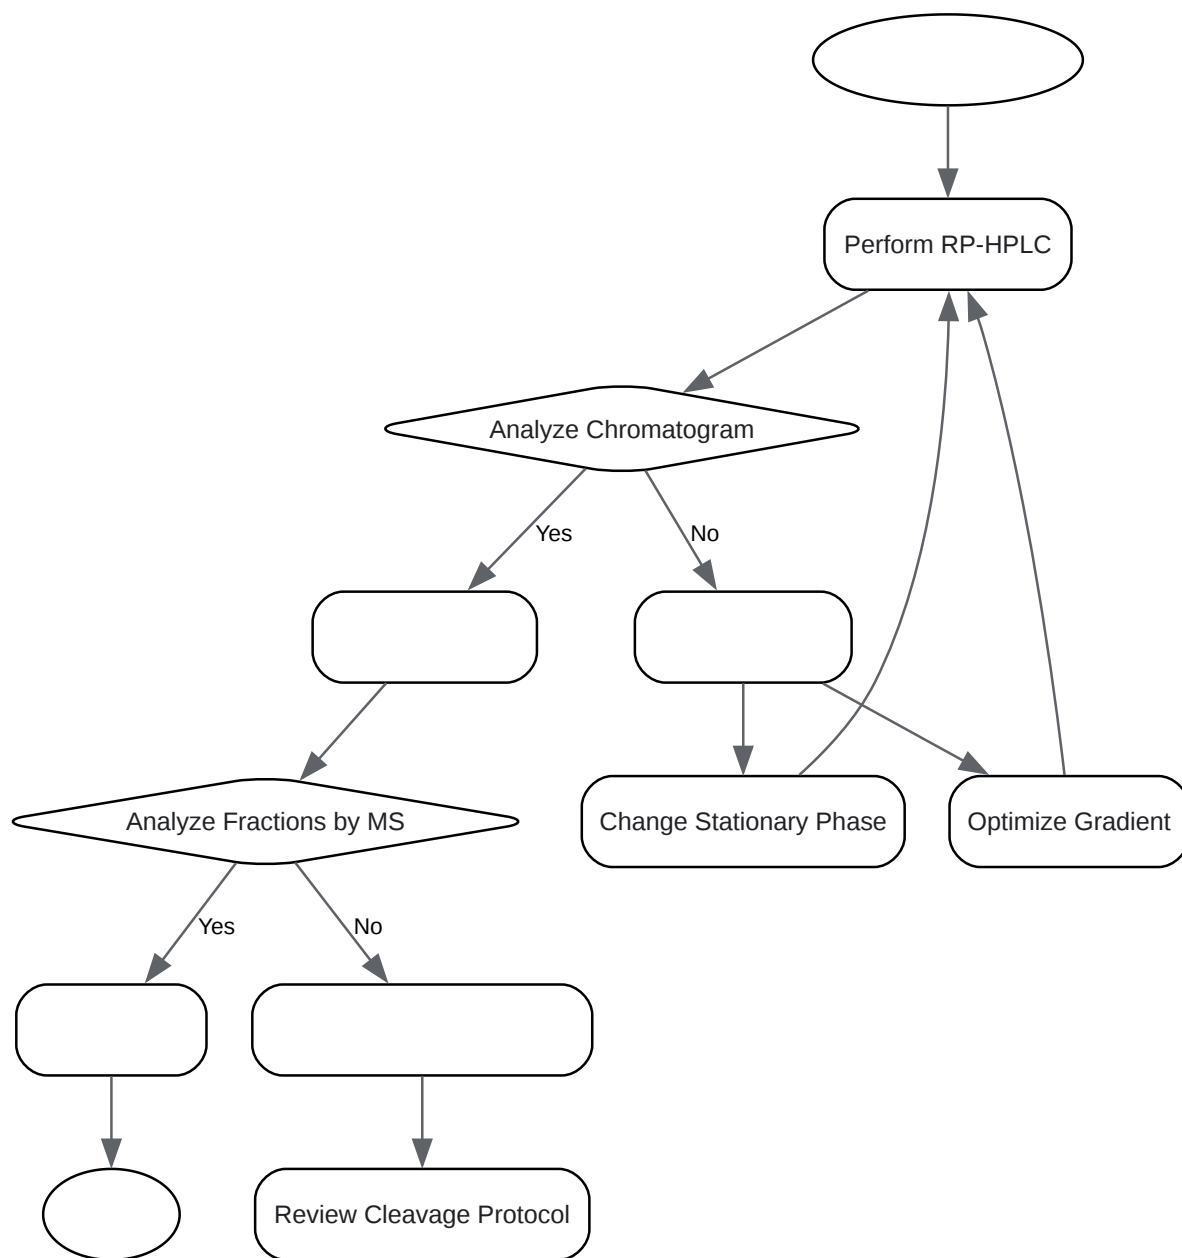 Perform RP-HPLC
Analyze Chromatogram
Yes
No
Analyze Fractions by MS
Change Stationary Phase
Optimize Gradient
Yes
No
Review Cleavage Protocol